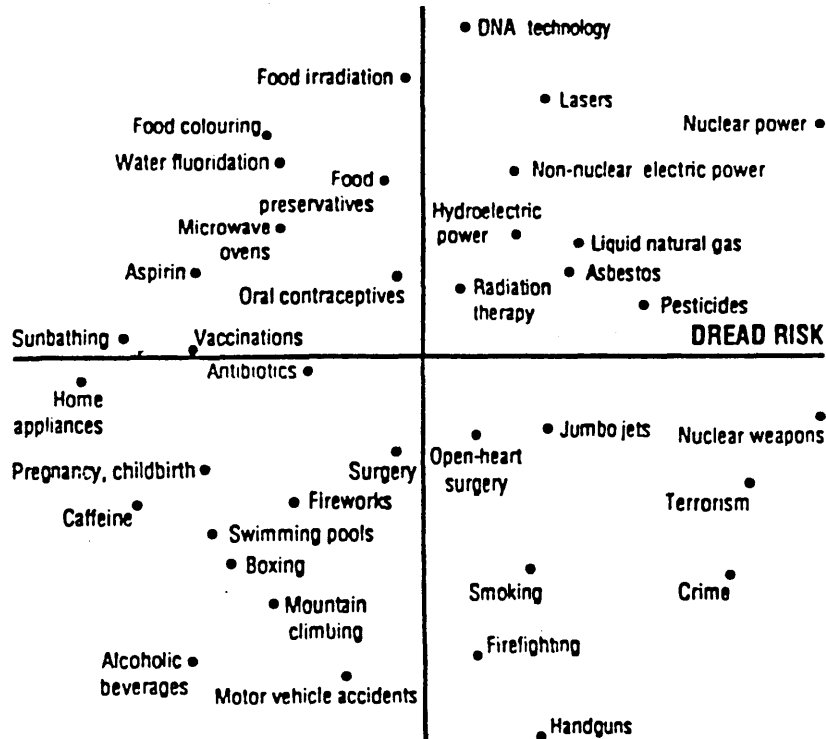 DNA technology
Food irradiation
Lasers
Nuclear power
Food colouring
Water fluoridation
Non-nuclear electric power
Food
preservatives
Hydroelectric
power
Microwave
ovens
Liquid natural gas
Aspirin
Asbestos
Oral contraceptives
Radiation
therapy
Pesticides
Sunbathing
Vaccinations
DREAD RISK
Antibiotics
Home
appliances
Jumbo jets
Nuclear weapons
Pregnancy, childbirth
Surgery
Open-heart
surgery
Terrorism
Caffeine
Fireworks
Swimming pools
Boxing
Smoking
Crime
Mountain
climbing
Firefighting
Alcoholic
beverages
Motor vehicle accidents
Handguns